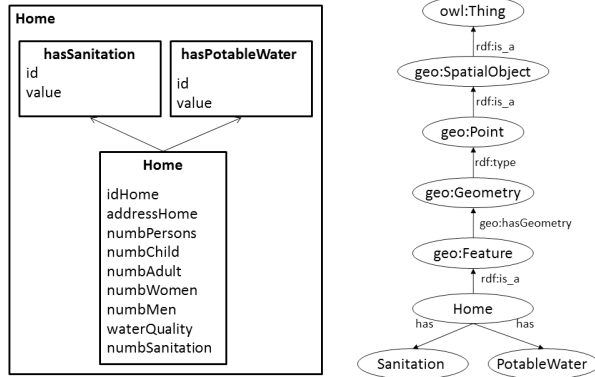 Home
hasSanitation
id
value
hasPotableWater
id
value
Home
idHome
addressHome
numbPersons
numbChild
numbAdult
numbWomen
numbMen
waterQuality
numbSanitation
owl:Thing
rdf:is_a
geo:SpatialObject
rdf:is_a
geo:Point
rdf:type
geo:Geometry
geo:hasGeometry
geo:Feature
rdf:is_a
Home
has has
Sanitation PotableWater